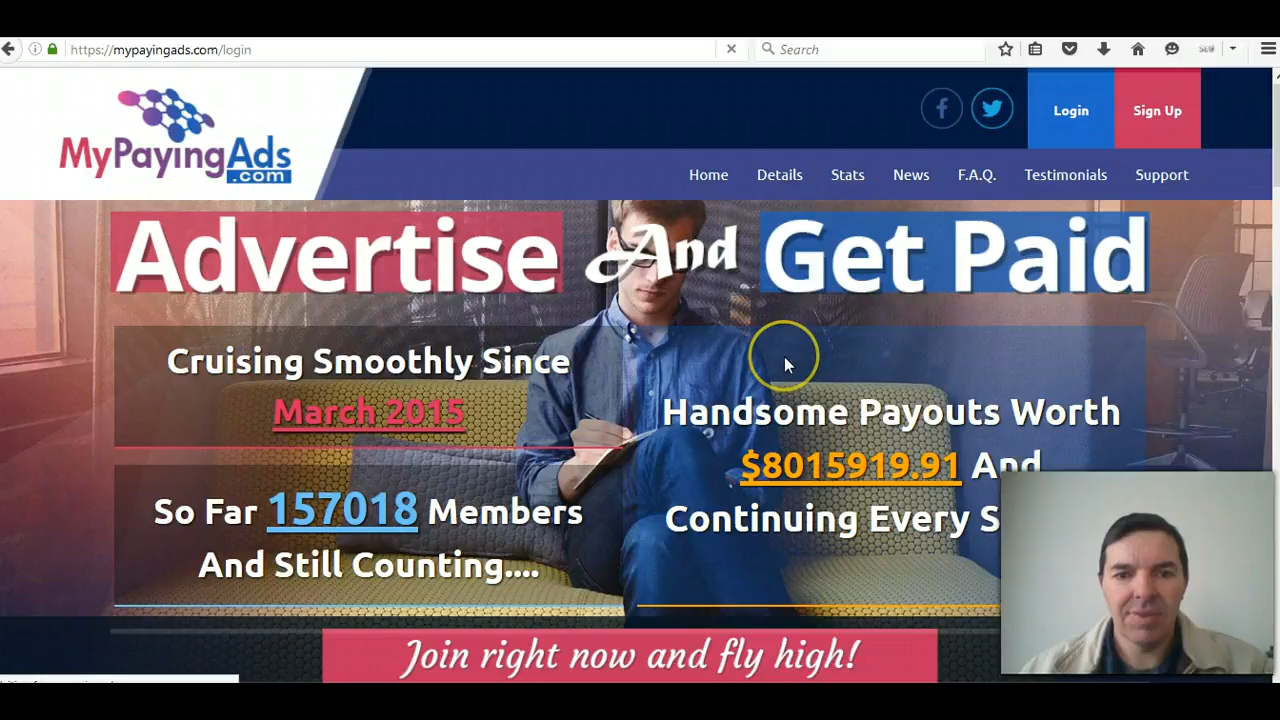 https://mypayingads.com/login
Search
MyPayingAds
.com
Login
Sign Up
Home
Details
Stats
News
F.A.Q.
Testimonials
Support
Advertise And Get Paid
Cruising Smoothly Since
March 2015
So Far 157018 Members
And Still Counting....
Handsome Payouts Worth
$8015919.91 And
Continuing Every S
Join right now and fly high!